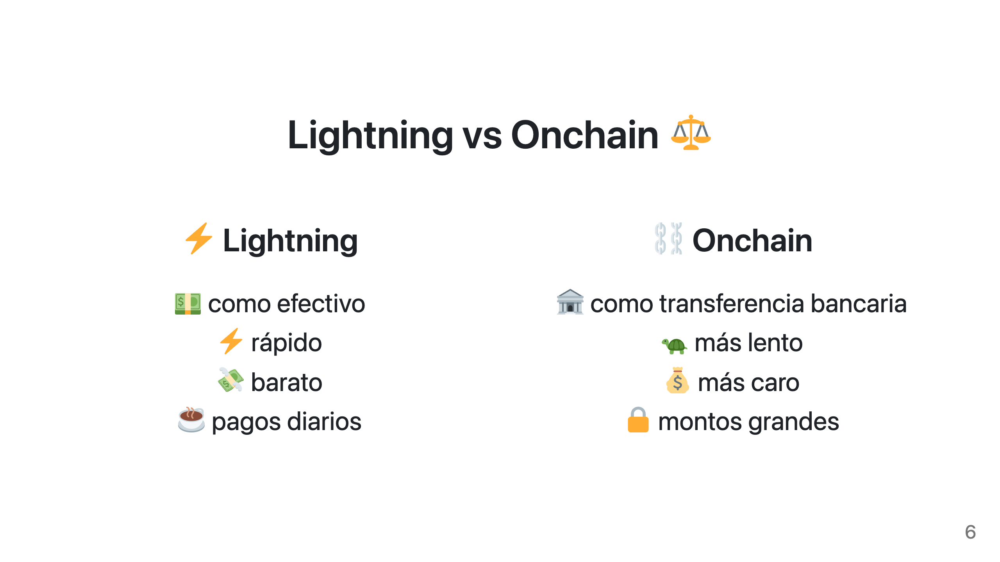 Lightning vs Onchain ⚖️
⚡ Lightning
💵 como efectivo
⚡ rápido
💸 barato
☕ pagos diarios
⛓️ Onchain
🏛️ como transferencia bancaria
🐢 más lento
💰 más caro
🔒 montos grandes
6